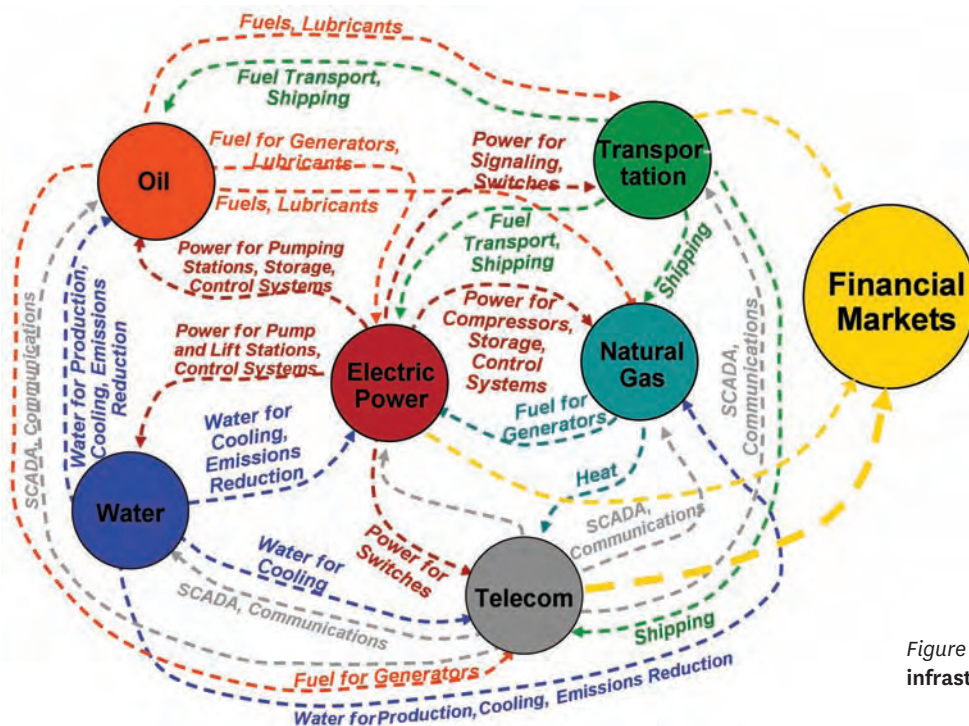 Fuels, Lubricants
Fuel Transport,
Shipping
Oil
Fuel for Generators,
Lubricants
Fuels, Lubricants
Power for
Signaling,
Switches
Transpor-
tation
Fuel
Transport,
Shipping
Shipping
Financial
Markets
Power for Pumping
Stations, Storage,
Control Systems
Power for Pump
and Lift Stations,
Control Systems
Electric
Power
Power for
Compressors,
Storage,
Control
Systems
Natural
Gas
SCADA,
Communications
SCADA, Communications
Water for Production,
Cooling, Emissions
Reduction
Water for
Cooling,
Emissions
Reduction
Fuel for
Generators
Heat
Water
SCADA,
Communications
Water for
Cooling
Power for
Switches
Telecom
SCADA, Communications
Shipping
Fuel for Generators
Water for Production, Cooling, Emissions Reduction
Figure
infrast